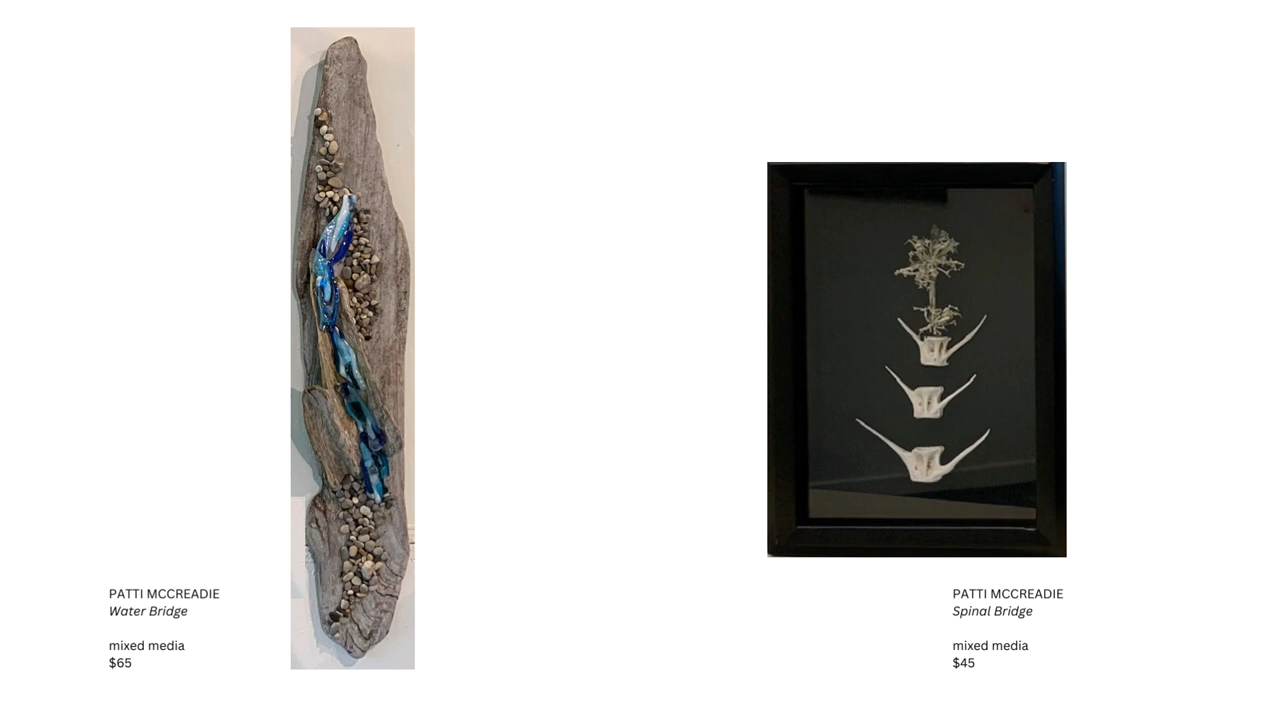 PATTI MCCREADIE
Water Bridge
mixed media
$65
PATTI MCCREADIE
Spinal Bridge
mixed media
$45